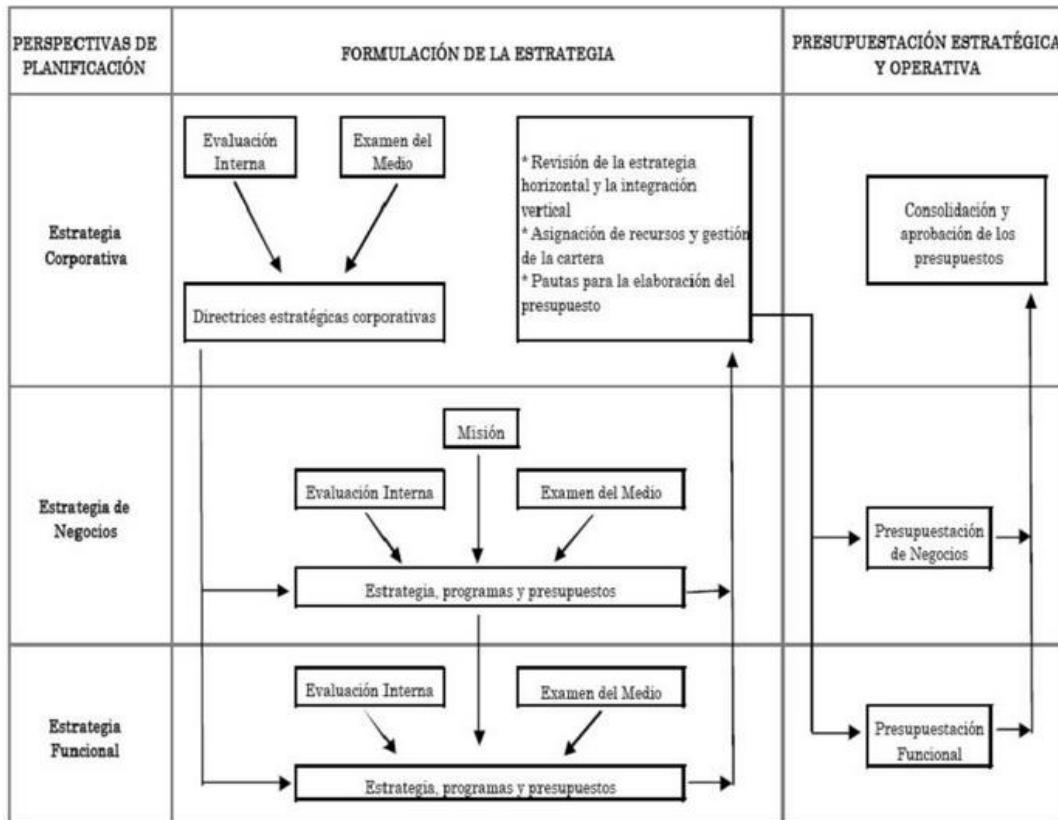 PERSPECTIVAS DE
PLANIFICACIÓN
FORMULACIÓN DE LA ESTRATEGIA
PRESUPUESTACIÓN ESTRATÉGICA
Y OPERATIVA
Estrategia
Corporativa
Evaluación
Interna
Examen del
Medio
Directrices estratégicas corporativas
* Revisión de la estrategia
horizontal y la integración
vertical
* Asignación de recursos y gestión
de la cartera
* Pautas para la elaboración del
presupuesto
Consolidación y
aprobación de los
presupuestos
Estrategia de
Negocios
Misión
Evaluación Interna
Examen del Medio
Estrategia, programas y presupuestos
Presupuestación
de Negocios
Estrategia
Funcional
Evaluación Interna
Examen del Medio
Estrategia, programas y presupuestos
Presupuestación
Funcional